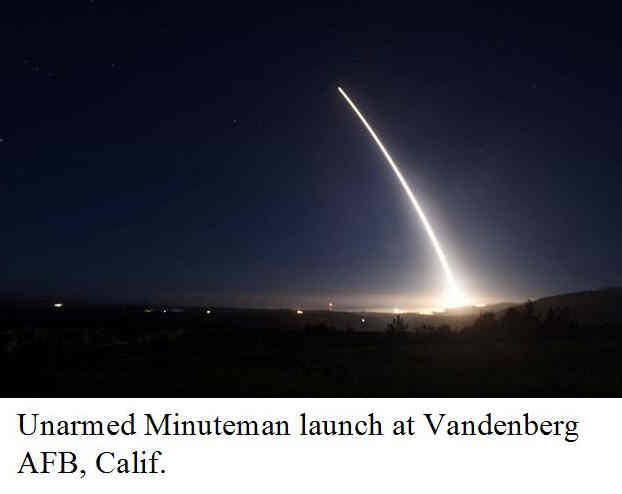 Unarmed Minuteman launch at Vandenberg
AFB, Calif.